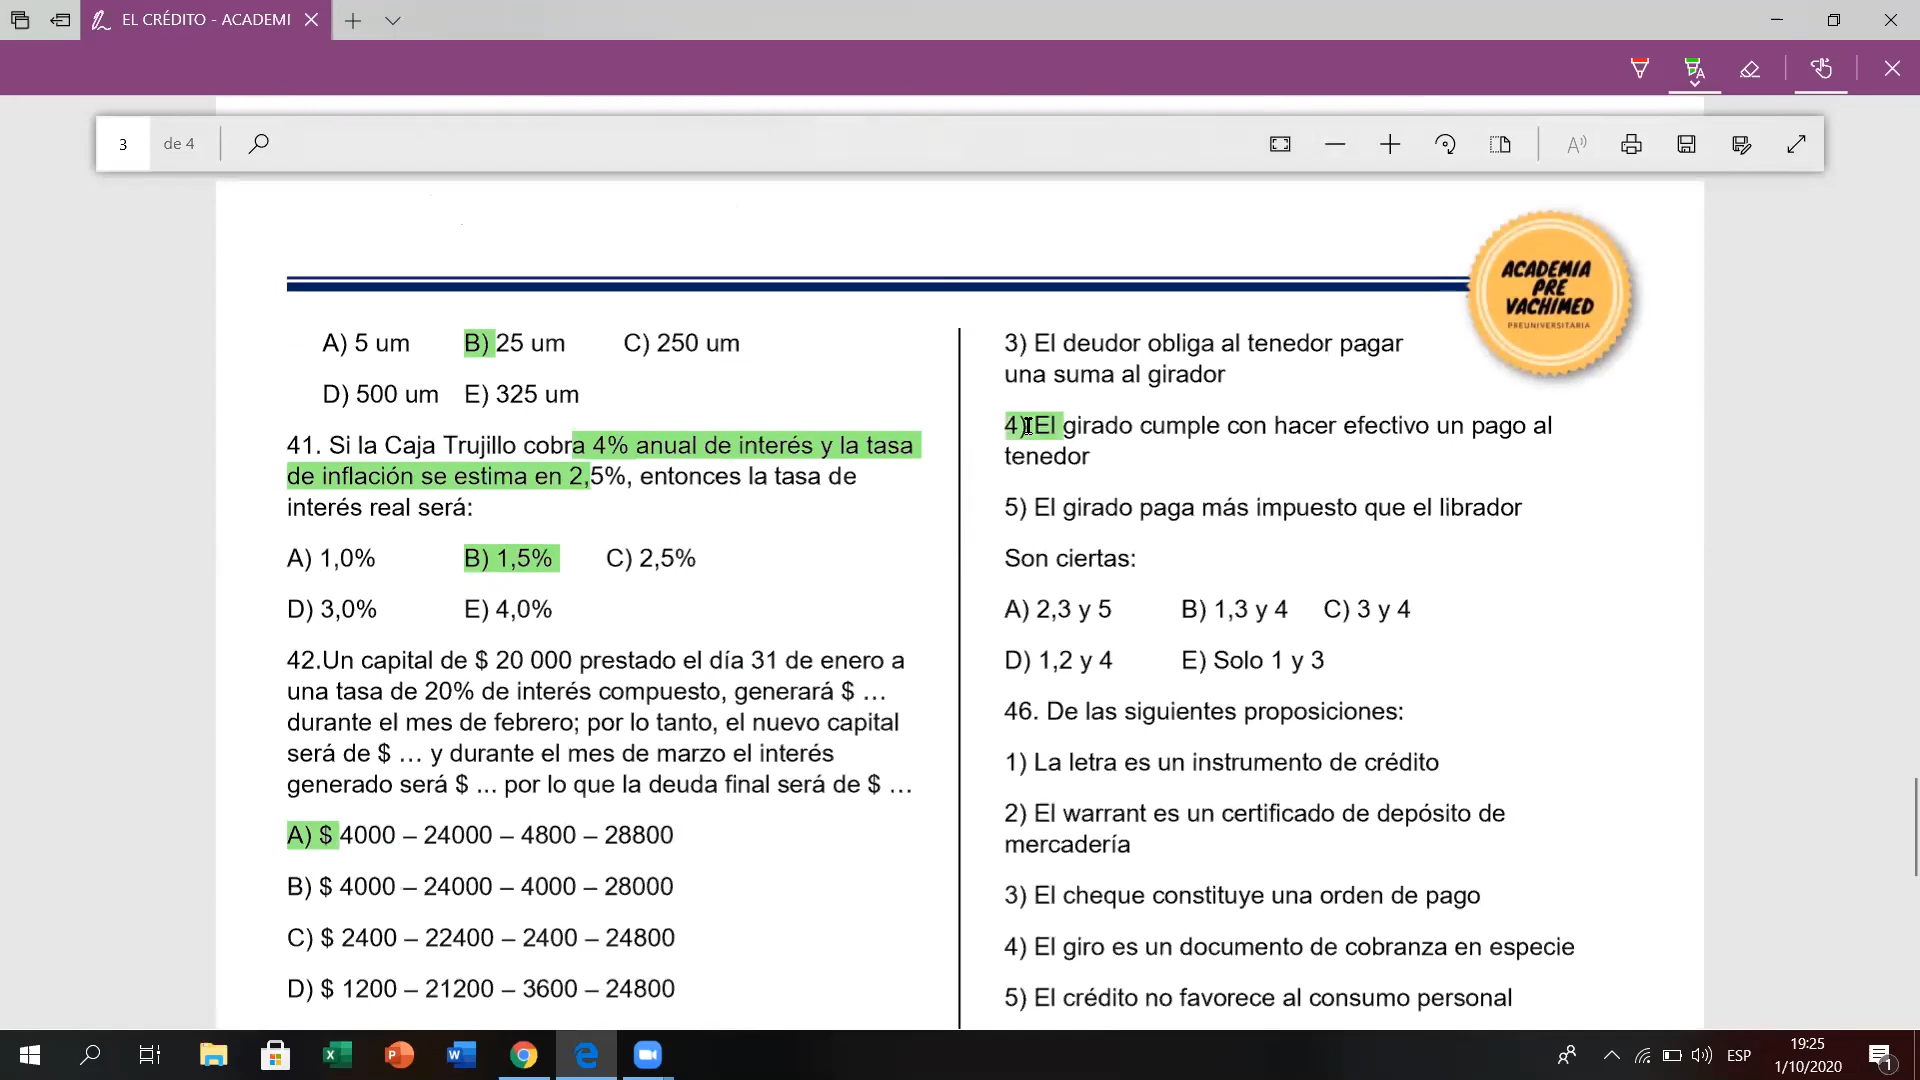 EL CRÉDITO - ACADEMI
3 de 4
ACADEMIA
PRE
VACHIMED
PREUNIVERSITARIA
A) 5 um B) 25 um C) 250 um
D) 500 um E) 325 um
41. Si la Caja Trujillo cobra 4% anual de interés y la tasa
de inflación se estima en 2,5%, entonces la tasa de
interés real será:
A) 1,0% B) 1,5% C) 2,5%
D) 3,0% E) 4,0%
42.Un capital de $ 20 000 prestado el día 31 de enero a
una tasa de 20% de interés compuesto, generará $ …
durante el mes de febrero; por lo tanto, el nuevo capital
será de $ … y durante el mes de marzo el interés
generado será $ ... por lo que la deuda final será de $ …
A) $ 4000 – 24000 – 4800 – 28800
B) $ 4000 – 24000 – 4000 – 28000
C) $ 2400 – 22400 – 2400 – 24800
D) $ 1200 – 21200 – 3600 – 24800
3) El deudor obliga al tenedor pagar
una suma al girador
4) El girado cumple con hacer efectivo un pago al
tenedor
5) El girado paga más impuesto que el librador
Son ciertas:
A) 2,3 y 5 B) 1,3 y 4 C) 3 y 4
D) 1,2 y 4 E) Solo 1 y 3
46. De las siguientes proposiciones:
1) La letra es un instrumento de crédito
2) El warrant es un certificado de depósito de
mercadería
3) El cheque constituye una orden de pago
4) El giro es un documento de cobranza en especie
5) El crédito no favorece al consumo personal
ESP
19:25
1/10/2020
1